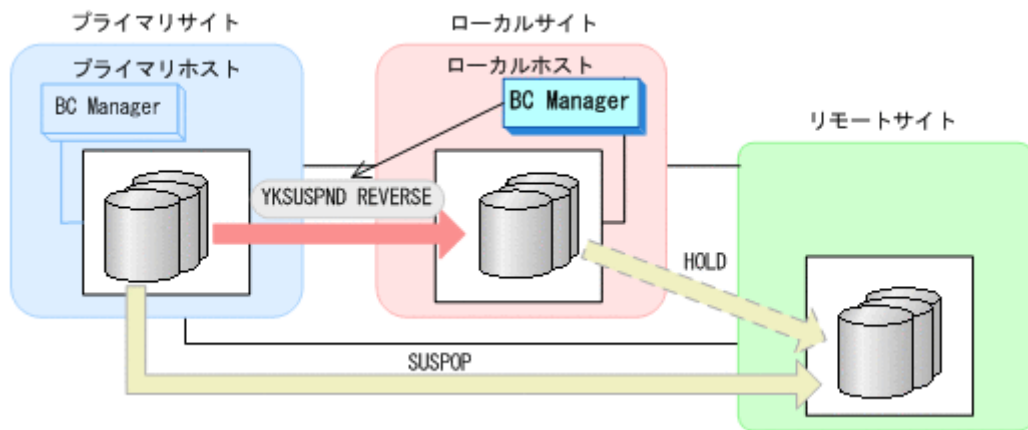 プライマリサイト
ローカルサイト
プライマリホスト
ローカルホスト
BC Manager
BC Manager
リモートサイト
YKSUSPND REVERSE
HOLD
SUSPOP